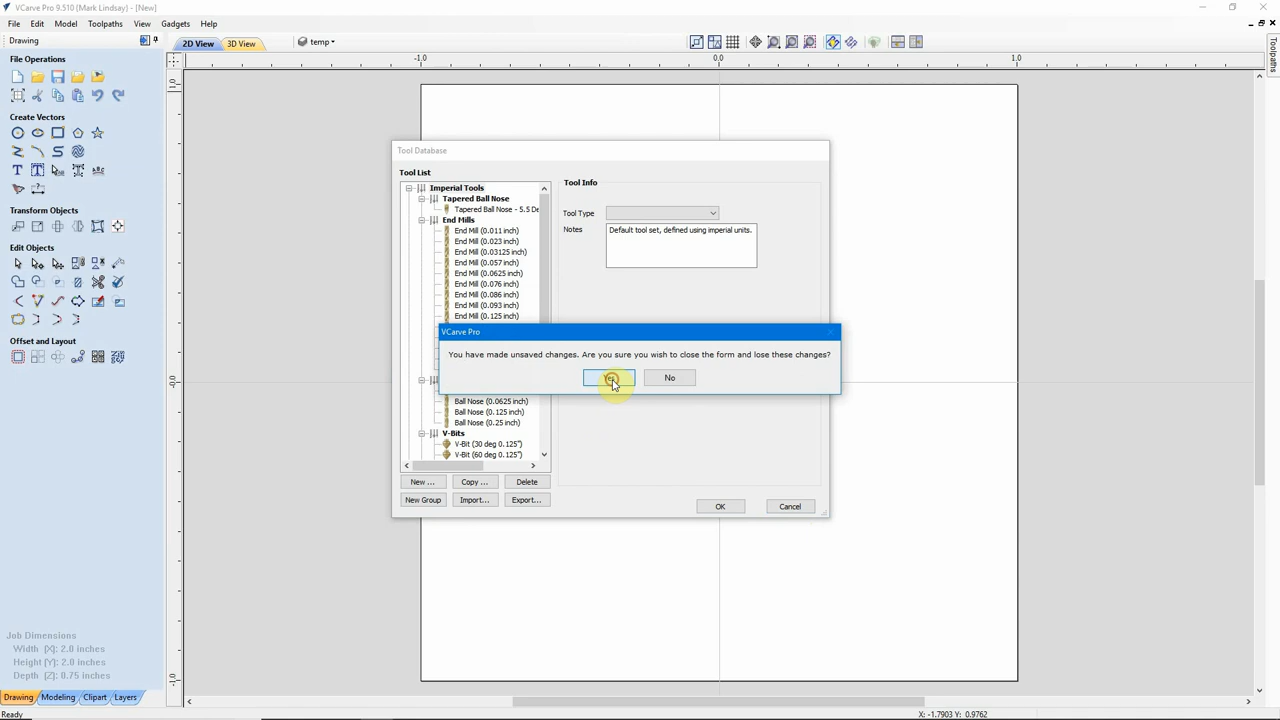 VCarve Pro 9.510 {Mark Lindsay} - [New]
File Edit Model Toolpaths View Gadgets Help
Drawing
2D View 3D View temp
-1.0 0.0 1.0
File Operations
Create Vectors
Transform Objects
Edit Objects
Offset and Layout
Job Dimensions
Width (X): 2.0 inches
Height (Y): 2.0 inches
Depth (Z): 0.75 inches
Drawing Modeling Clipart Layers
Ready
1.0
-0.0
-1.0
Tool Database
Tool List
Imperial Tools
Tapered Ball Nose
Tapered Ball Nose - 5.5 De
End Mills
End Mill (0.011 inch)
End Mill (0.023 inch)
End Mill (0.03125 inch)
End Mill (0.057 inch)
End Mill (0.0625 inch)
End Mill (0.076 inch)
End Mill (0.086 inch)
End Mill (0.093 inch)
End Mill (0.125 inch)
Ball Nose (0.0625 inch)
Ball Nose (0.125 inch)
Ball Nose (0.25 inch)
V-Bits
V-Bit (30 deg 0.125")
V-Bit (60 deg 0.125")
New ... Copy ... Delete
New Group Import... Export...
Tool Info
Tool Type
Notes
Default tool set, defined using imperial units.
OK Cancel
VCarve Pro
You have made unsaved changes. Are you sure you wish to close the form and lose these changes?
Yes No
Toolpaths
X: -1.7903 Y: 0.9762